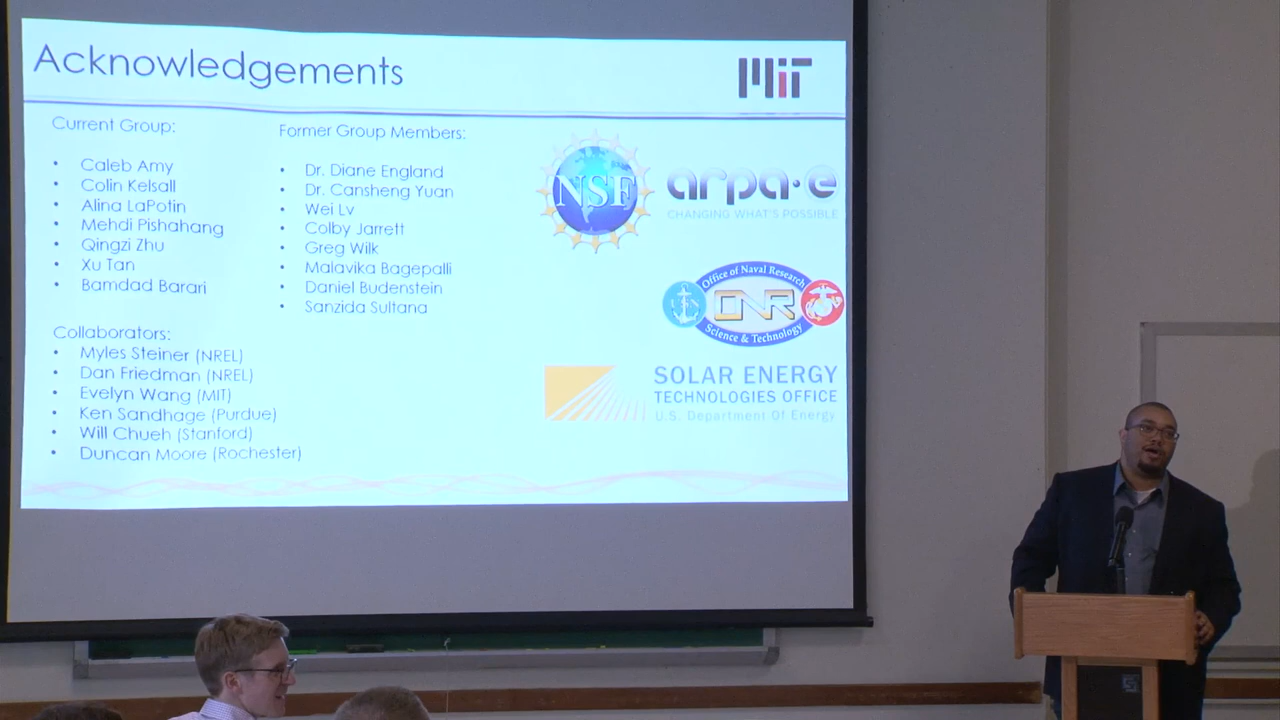 Acknowledgements
MIT
Current Group:
• Caleb Amy
• Colin Kelsall
• Alina LaPotin
• Mehdi Pishahang
• Qingzi Zhu
• Xu Tan
• Bamdad Barari
Collaborators:
• Myles Steiner (NREL)
• Dan Friedman (NREL)
• Evelyn Wang (MIT)
• Ken Sandhage (Purdue)
• Will Chueh (Stanford)
• Duncan Moore (Rochester)
Former Group Members:
• Dr. Diane England
• Dr. Cansheng Yuan
• Wei Lv
• Colby Jarrett
• Greg Wilk
• Malavika Bagepalli
• Daniel Budenstein
• Sanzida Sultana
NSF
arpa·e
CHANGING WHAT'S POSSIBLE
Office of Naval Research
ONR
Science & Technology
SOLAR ENERGY
TECHNOLOGIES OFFICE
U.S. Department Of Energy